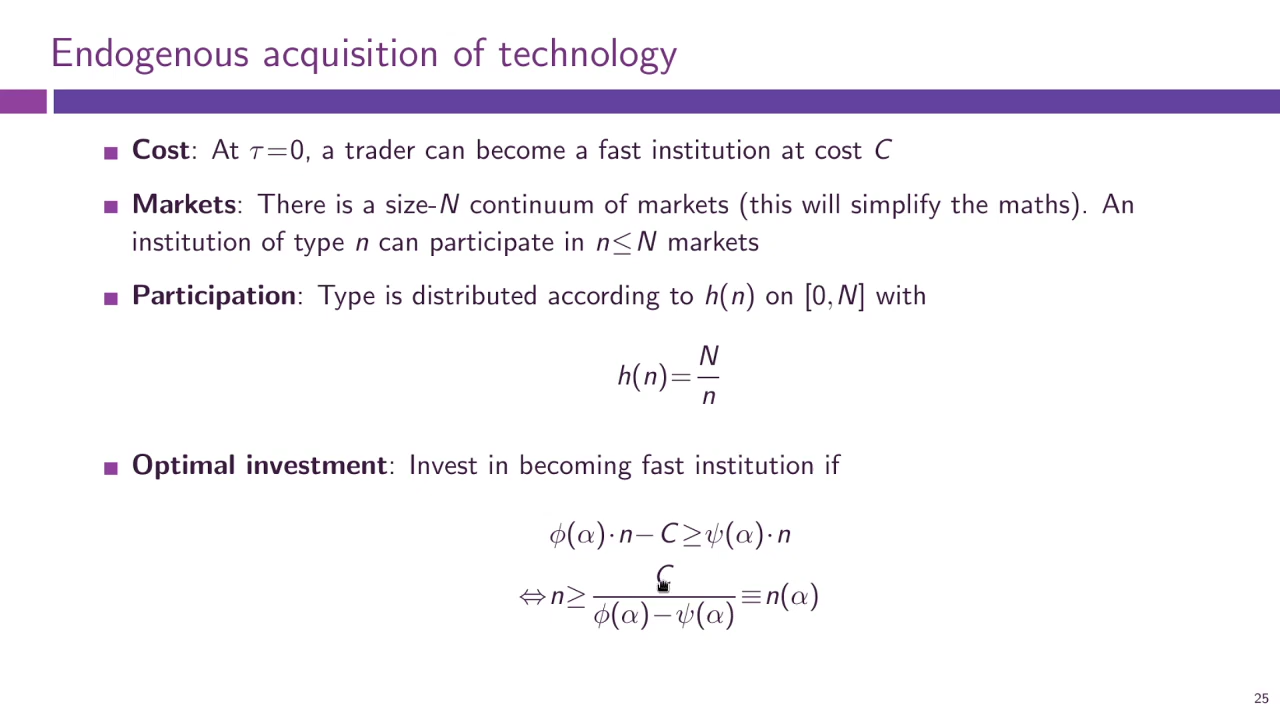 Endogenous acquisition of technology
Cost: At τ=0, a trader can become a fast institution at cost C
Markets: There is a size-N continuum of markets (this will simplify the maths). An
institution of type n can participate in n≤N markets
Participation: Type is distributed according to h(n) on [0,N] with
h(n)=N/n
Optimal investment: Invest in becoming fast institution if
ϕ(α)·n−C≥ψ(α)·n
⇔n≥C/(ϕ(α)−ψ(α))≡n(α)
25